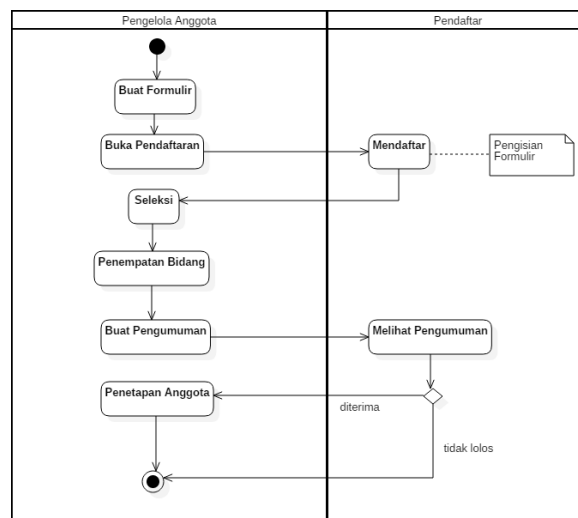 Pengelola Anggota
Pendaftar
Buat Formulir
Buka Pendaftaran
Mendaftar
Pengisian
Formulir
Seleksi
Penempatan Bidang
Buat Pengumuman
Melihat Pengumuman
Penetapan Anggota
diterima
tidak lolos